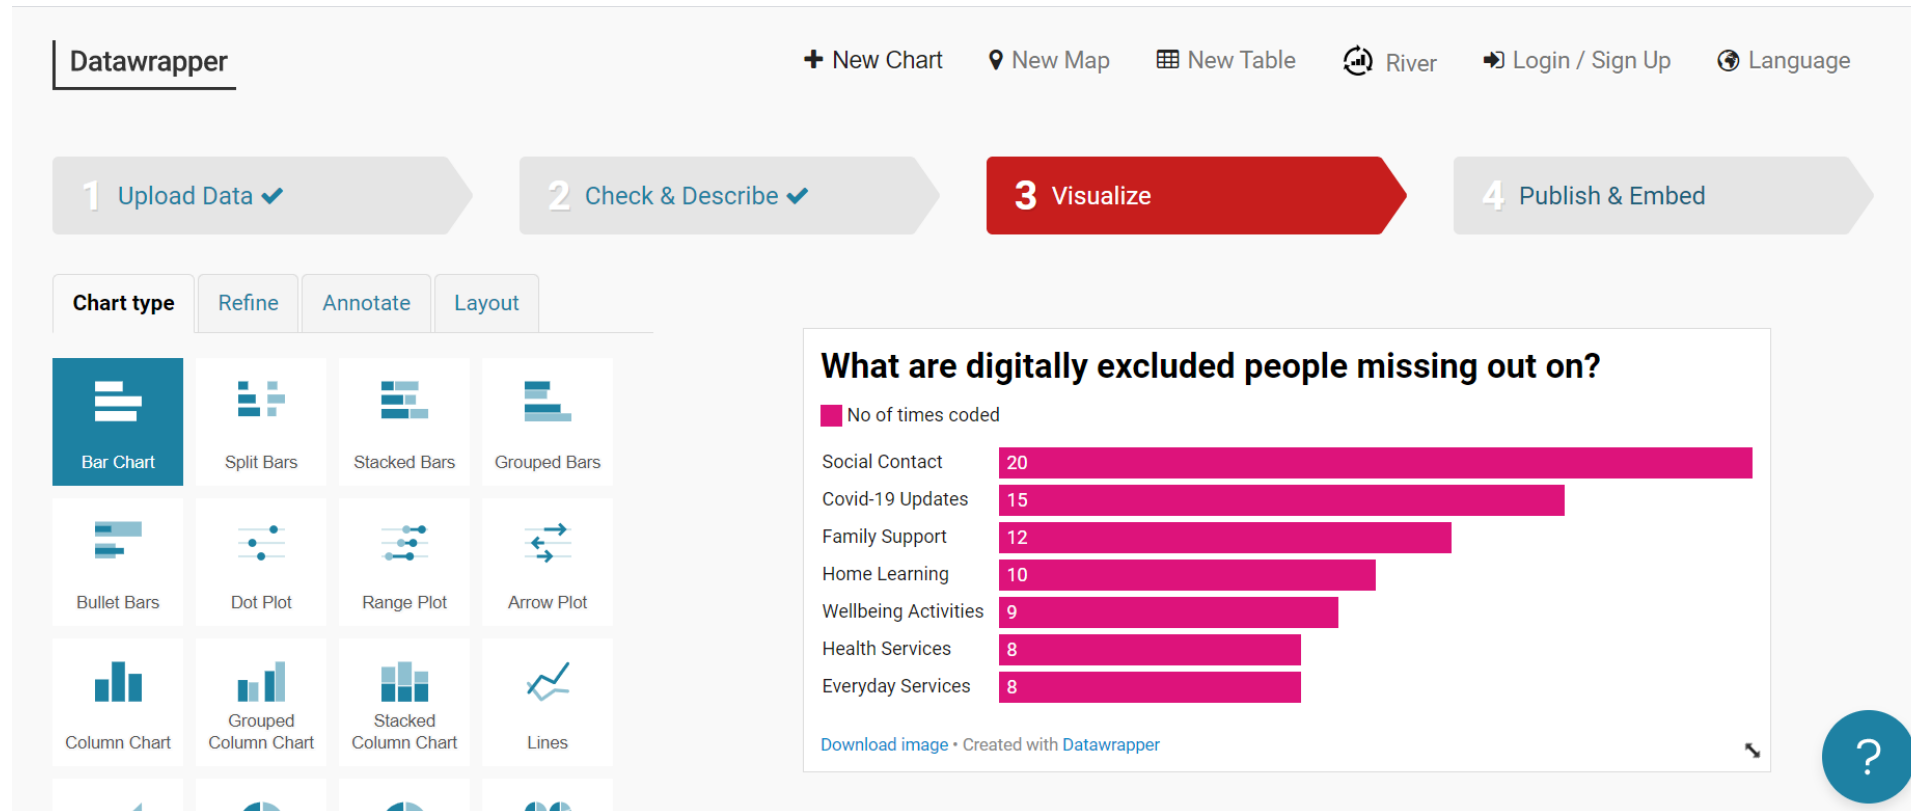 Datawrapper
New Chart
New Map
New Table
River
Login / Sign Up
Language
1 Upload Data
2 Check & Describe
3 Visualize
4 Publish & Embed
Chart type
Refine
Annotate
Layout
Bar Chart
Split Bars
Stacked Bars
Grouped Bars
Bullet Bars
Dot Plot
Range Plot
Arrow Plot
Column Chart
Grouped
Column Chart
Stacked
Column Chart
Lines
What are digitally excluded people missing out on?
No of times coded
Social Contact 20
Covid-19 Updates 15
Family Support 12
Home Learning 10
Wellbeing Activities 9
Health Services 8
Everyday Services 8
Download image • Created with Datawrapper
?